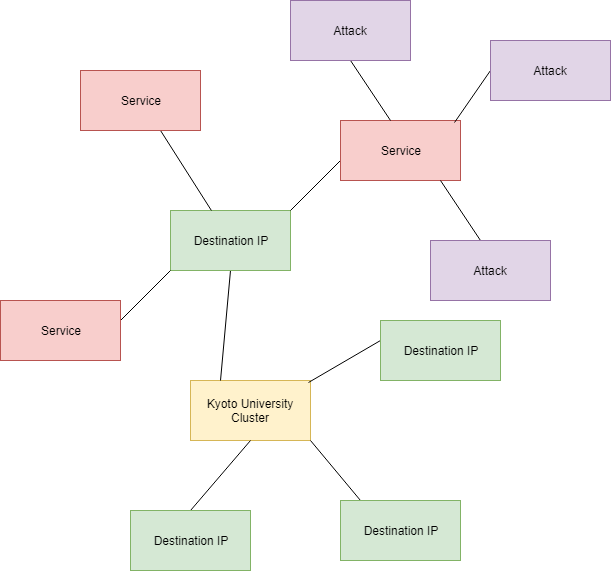 Attack
Attack
Service
Service
Destination IP
Attack
Service
Destination IP
Kyoto University
Cluster
Destination IP
Destination IP